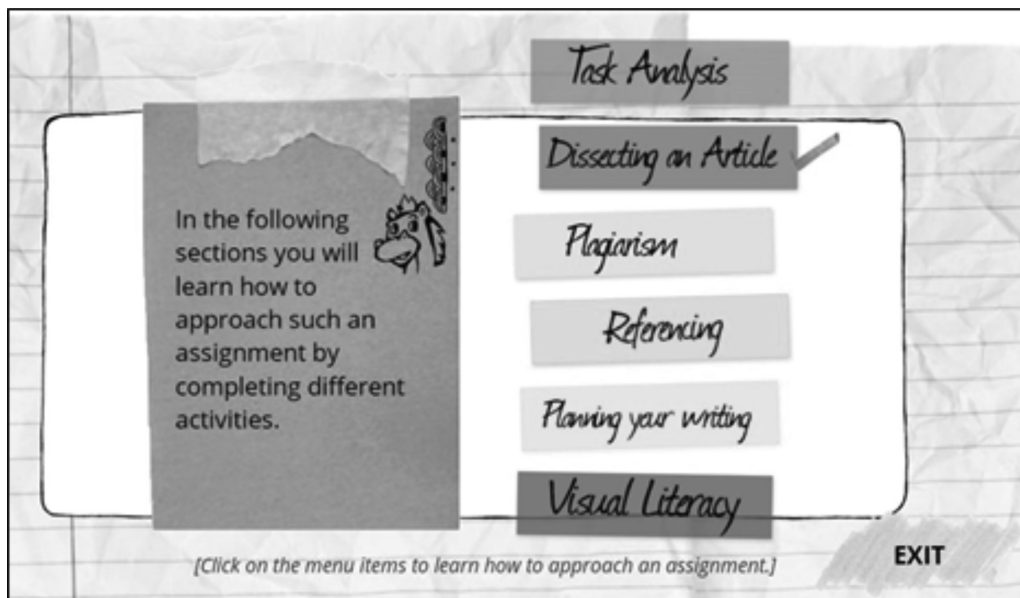 In the following
sections you will
learn how to
approach such an
assignment by
completing different
activities.
Task Analysis
Dissecting an Article
Plagiarism
Referencing
Planning your writing
Visual Literacy
[Click on the menu items to learn how to approach an assignment.]
EXIT